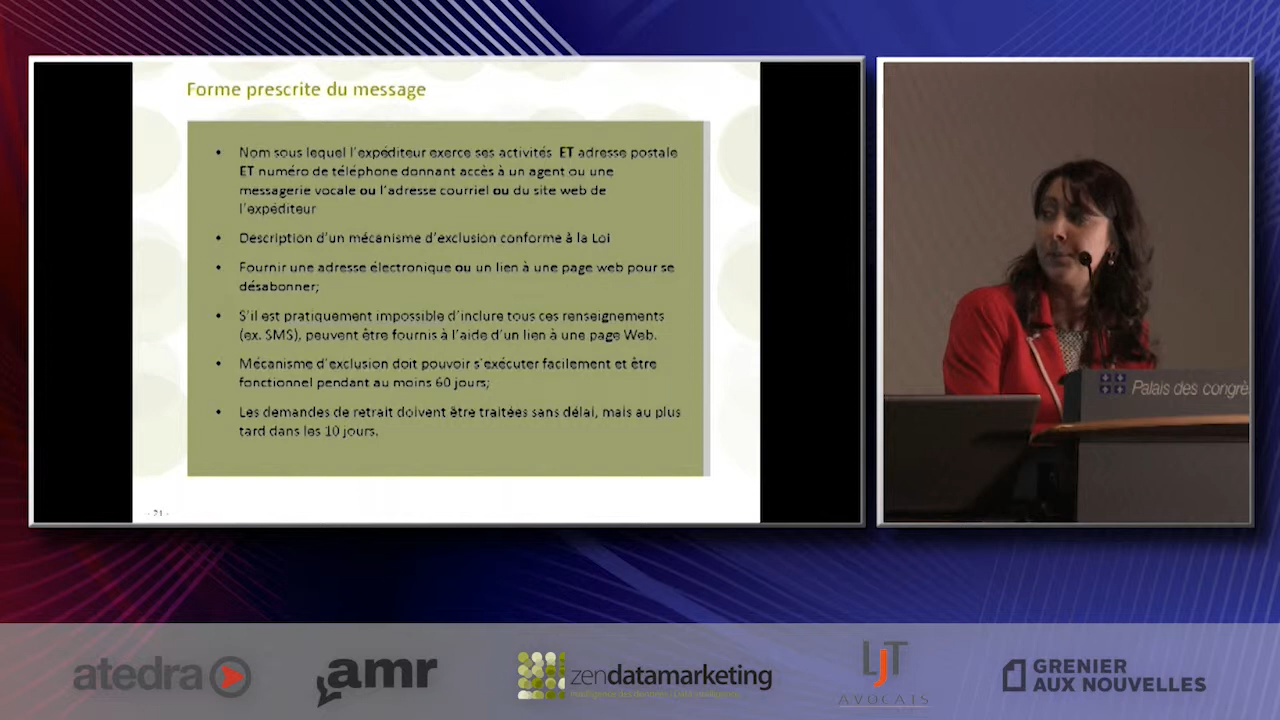 Forme prescrite du message
• Nom sous lequel l'expéditeur exerce ses activités ET adresse postale
ET numéro de téléphone donnant accès à un agent ou une
messagerie vocale ou l'adresse courriel ou du site web de
l'expéditeur
• Description d'un mécanisme d'exclusion conforme à la Loi
• Fournir une adresse électronique ou un lien à une page web pour se
désabonner;
• S'il est pratiquement impossible d'inclure tous ces renseignements
(ex. SMS), peuvent être fournis à l'aide d'un lien à une page Web.
• Mécanisme d'exclusion doit pouvoir s'exécuter facilement et être
fonctionnel pendant au moins 60 jours;
• Les demandes de retrait doivent être traitées sans délai, mais au plus
tard dans les 10 jours.
- 21 -
Palais des congrè
atedra
amr
zendatamarketing
LJT
AVOCATS
GRENIER
AUX NOUVELLES